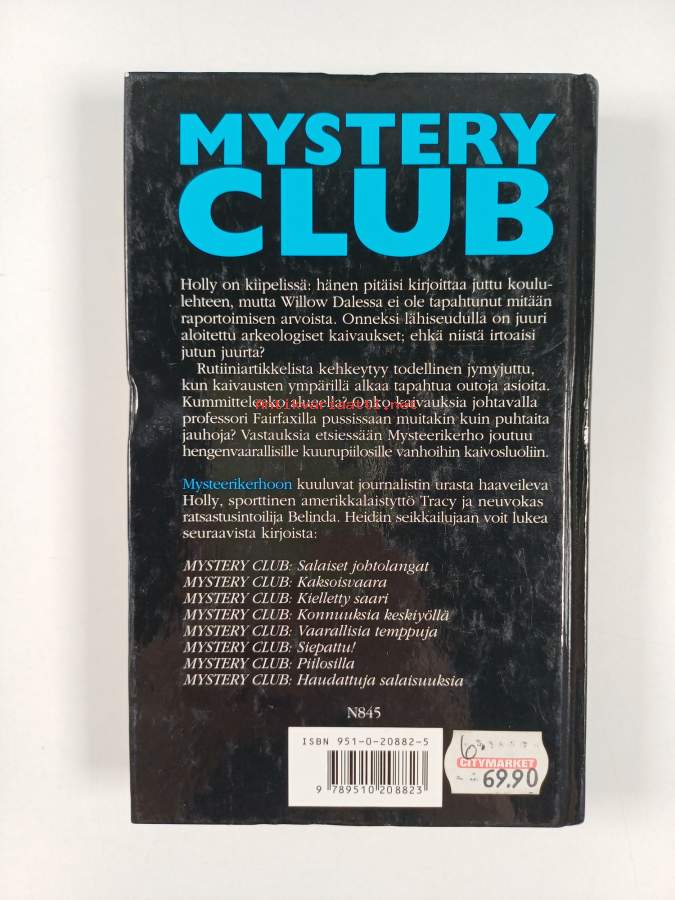 MYSTERY
CLUB
Holly on kiipelissä: hänen pitäisi kirjoittaa juttu koulu-
lehteen, mutta Willow Dalessa ei ole tapahtunut mitään
raportoimisen arvoista. Onneksi lähiseudulla on juuri
aloitettu arkeologiset kaivaukset; ehkä niistä irtoaisi
jutun juurta?
Rutiiniartikkelista kehkeytyy todellinen jymyjuttu,
kun kaivausten ympärillä alkaa tapahtua outoja asioita.
Kummitteleeko alueella? Onko kaivauksia johtavalla
professori Fairfaxilla pussissaan muitakin kuin puhtaita
jauhoja? Vastauksia etsiessään Mysteerikerho joutuu
hengenvaarallisille kuurupiilosille vanhoihin kaivosluoliin.
Mysteerikerhoon kuuluvat journalistin urasta haaveileva
Holly, sporttinen amerikkalaistyttö Tracy ja neuvokas
ratsastusintoilija Belinda. Heidän seikkailujaan voit lukea
seuraavista kirjoista:
MYSTERY CLUB: Salaiset johtolangat
MYSTERY CLUB: Kaksoisvaara
MYSTERY CLUB: Kielletty saari
MYSTERY CLUB: Konnuuksia keskiyöllä
MYSTERY CLUB: Vaarallisia temppuja
MYSTERY CLUB: Siepattu!
MYSTERY CLUB: Piilosilla
MYSTERY CLUB: Haudattuja salaisuuksia
N845
ISBN 951-0-20882-5
9 789510 208823
CITYMARKET
69.90